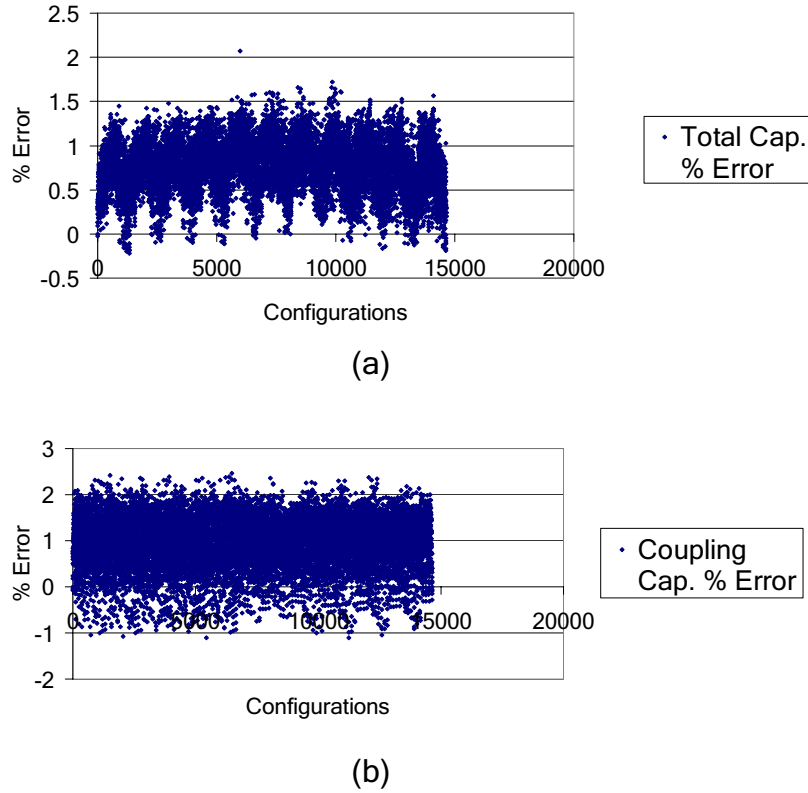 2.5
2
1.5
1
0.5
0
-0.5
% Error
0 5000 10000 15000 20000
Configurations
Total Cap.
% Error
(a)
3
2
1
0
-1
-2
% Error
0 5000 10000 15000 20000
Configurations
Coupling
Cap. % Error
(b)